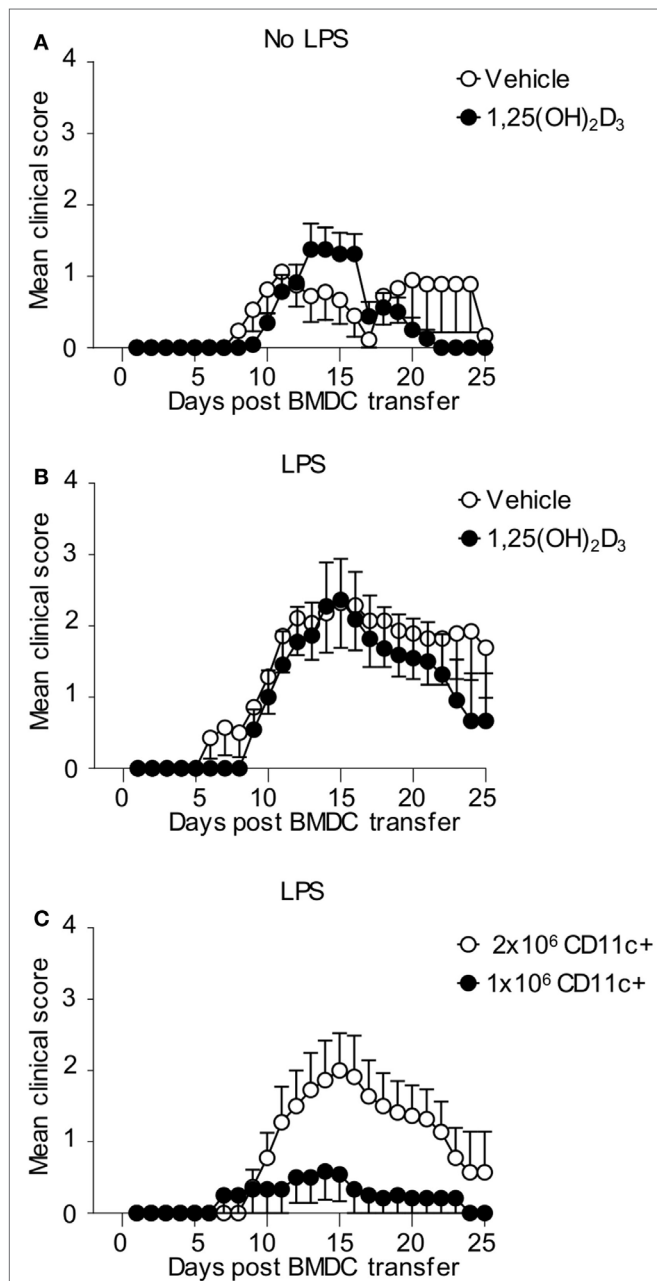 A
No LPS
4
3
2
1
0
Mean clinical score
Vehicle
1,25(OH)₂D₃
0 5 10 15 20 25
Days post BMDC transfer
B
LPS
4
3
2
1
0
Mean clinical score
Vehicle
1,25(OH)₂D₃
0 5 10 15 20 25
Days post BMDC transfer
C
LPS
4
3
2
1
0
Mean clinical score
2x10⁶ CD11c+
1x10⁶ CD11c+
0 5 10 15 20 25
Days post BMDC transfer